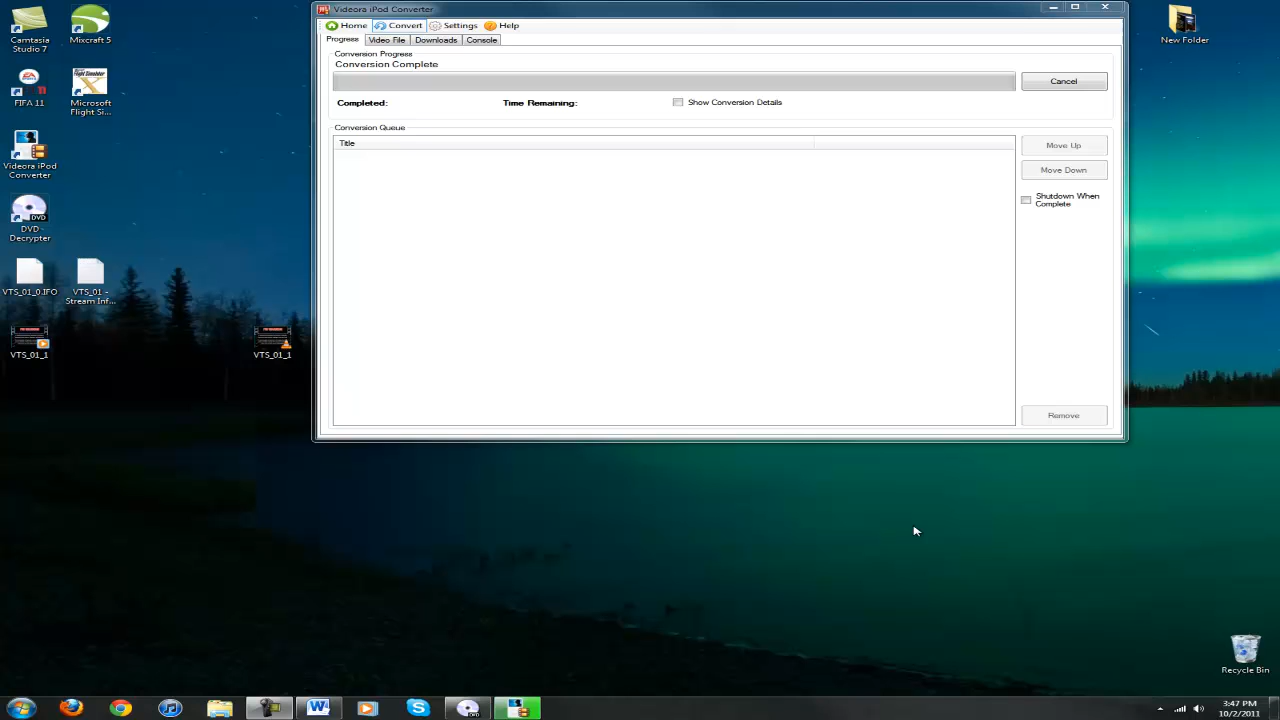 Videora iPod Converter
Home Convert Settings Help
Progress Video File Downloads Console
Conversion Progress
Conversion Complete
Cancel
Completed: Time Remaining: Show Conversion Details
Conversion Queue
Title
Move Up
Move Down
Shutdown When
Complete
Remove
Camtasia
Studio 7
Mixcraft 5
FIFA 11
Microsoft
Flight Si...
Videora iPod
Converter
DVD
DVD
Decrypter
VTS_01_0.IFO
VTS_01 -
Stream Inf...
VTS_01_1
VTS_01_1
New Folder
Recycle Bin
3:47 PM
10/2/2011